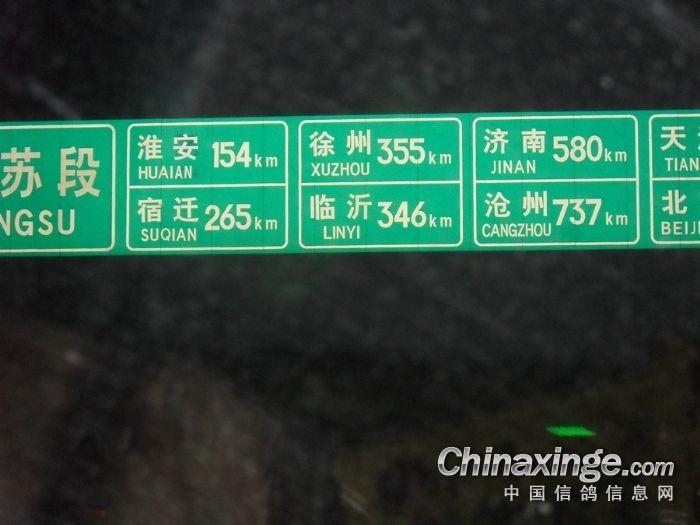 苏段
NGSU
淮安 154km
HUAIAN
宿迁 265km
SUQIAN
徐州 355km
XUZHOU
临沂 346km
LINYI
济南 580km
JINAN
沧州 737km
CANGZHOU
天
TIAN
北
BEIJ
Chinaxinge.com
中国信鸽信息网